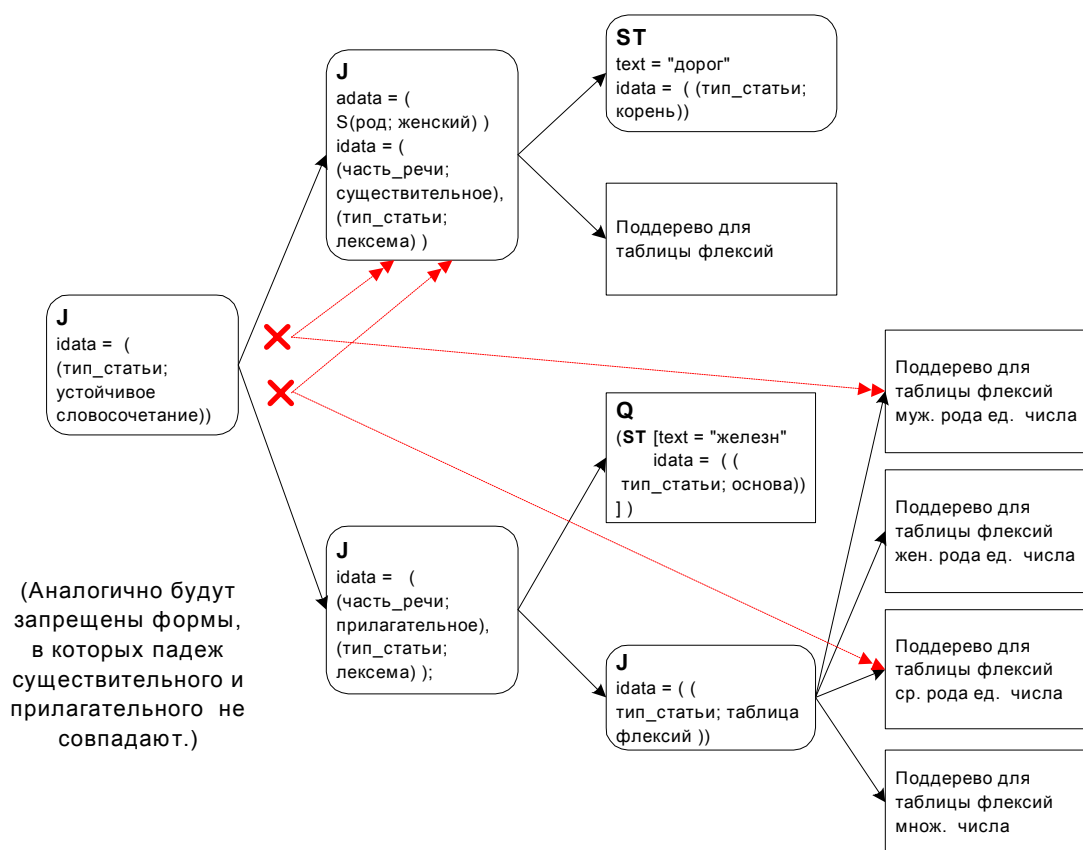 ST
text = "дорог"
idata = ( (тип_статьи;
корень))
J
adata = (
S(род; женский) )
idata = (
(часть_речи;
существительное),
(тип_статьи;
лексема) )
Поддерево для
таблицы флексий
J
idata = (
(тип_статьи;
устойчивое
словосочетание))
Поддерево для
таблицы флексий
муж. рода ед. числа
Q
(ST [text = "железн"
idata = ( (
тип_статьи; основа))
] )
Поддерево для
таблицы флексий
жен. рода ед. числа
J
idata = (
(часть_речи;
прилагательное),
(тип_статьи;
лексема) );
(Аналогично будут
запрещены формы,
в которых падеж
существительного и
прилагательного не
совпадают.)
J
idata = ( (
тип_статьи; таблица
флексий ))
Поддерево для
таблицы флексий
ср. рода ед. числа
Поддерево для
таблицы флексий
множ. числа